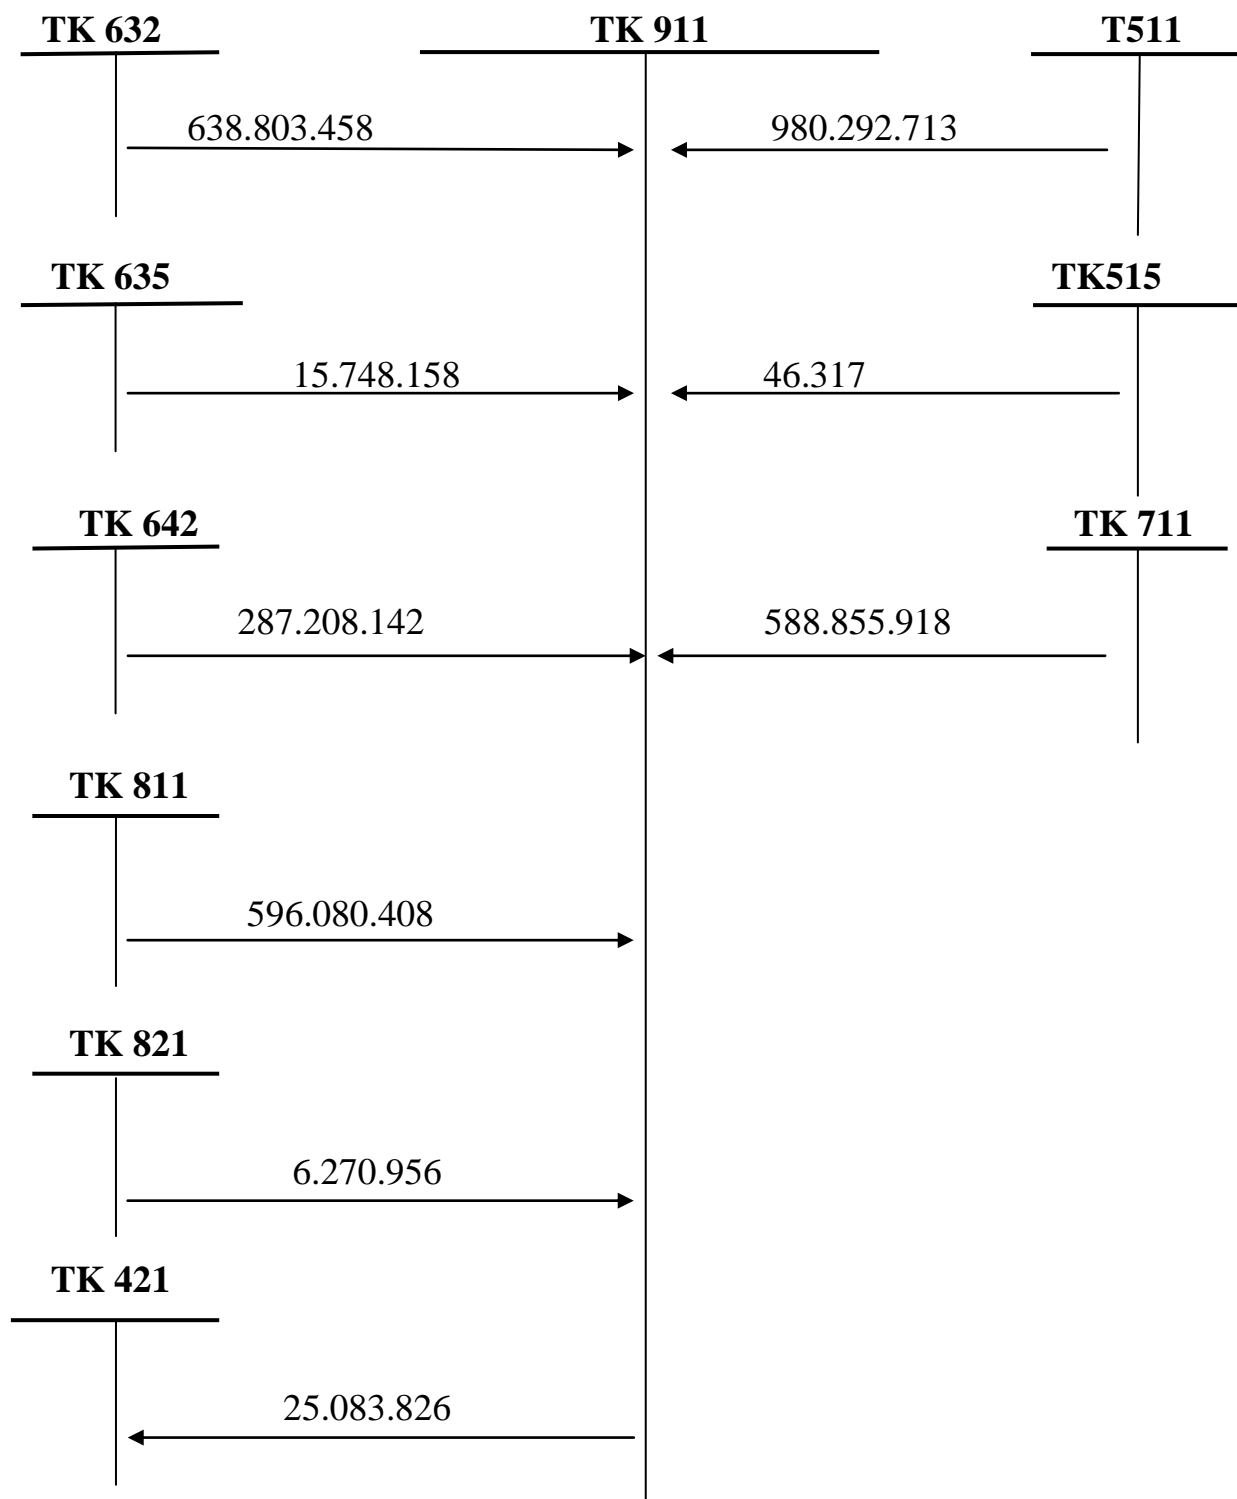 TK 632 TK 911 T511
638.803.458 980.292.713
TK 635 TK515
15.748.158 46.317
TK 642 TK 711
287.208.142 588.855.918
TK 811
596.080.408
TK 821
6.270.956
TK 421
25.083.826